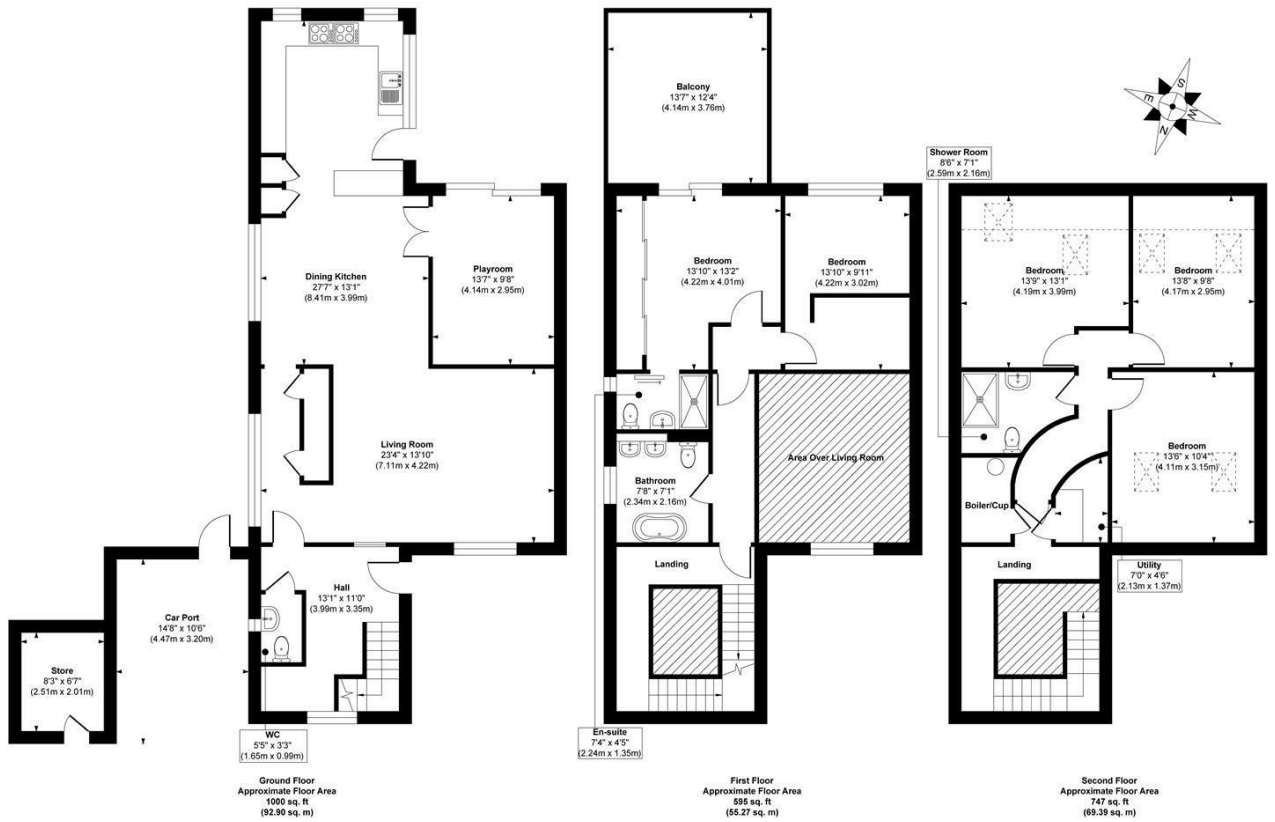 Dining Kitchen
27'7" x 13'1"
(8.41m x 3.99m)
Playroom
13'7" x 9'8"
(4.14m x 2.95m)
Living Room
23'4" x 13'10"
(7.11m x 4.22m)
Hall
13'1" x 11'0"
(3.99m x 3.35m)
Car Port
14'8" x 10'6"
(4.47m x 3.20m)
Store
8'3" x 6'7"
(2.51m x 2.01m)
WC
5'5" x 3'3"
(1.65m x 0.99m)
Ground Floor
Approximate Floor Area
1000 sq. ft
(92.90 sq. m)
Balcony
13'7" x 12'4"
(4.14m x 3.76m)
Bedroom
13'10" x 13'2"
(4.22m x 4.01m)
Bedroom
13'10" x 9'11"
(4.22m x 3.02m)
Area Over Living Room
Bathroom
7'8" x 7'1"
(2.34m x 2.16m)
Landing
En-suite
7'4" x 4'5"
(2.24m x 1.35m)
First Floor
Approximate Floor Area
595 sq. ft
(55.27 sq. m)
S
E
W
N
Shower Room
8'6" x 7'1"
(2.59m x 2.16m)
Bedroom
13'9" x 13'1"
(4.19m x 3.99m)
Bedroom
13'8" x 9'8"
(4.17m x 2.95m)
Bedroom
13'6" x 10'4"
(4.11m x 3.15m)
Boiler/Cup
Landing
Utility
7'0" x 4'6"
(2.13m x 1.37m)
Second Floor
Approximate Floor Area
747 sq. ft
(69.39 sq. m)